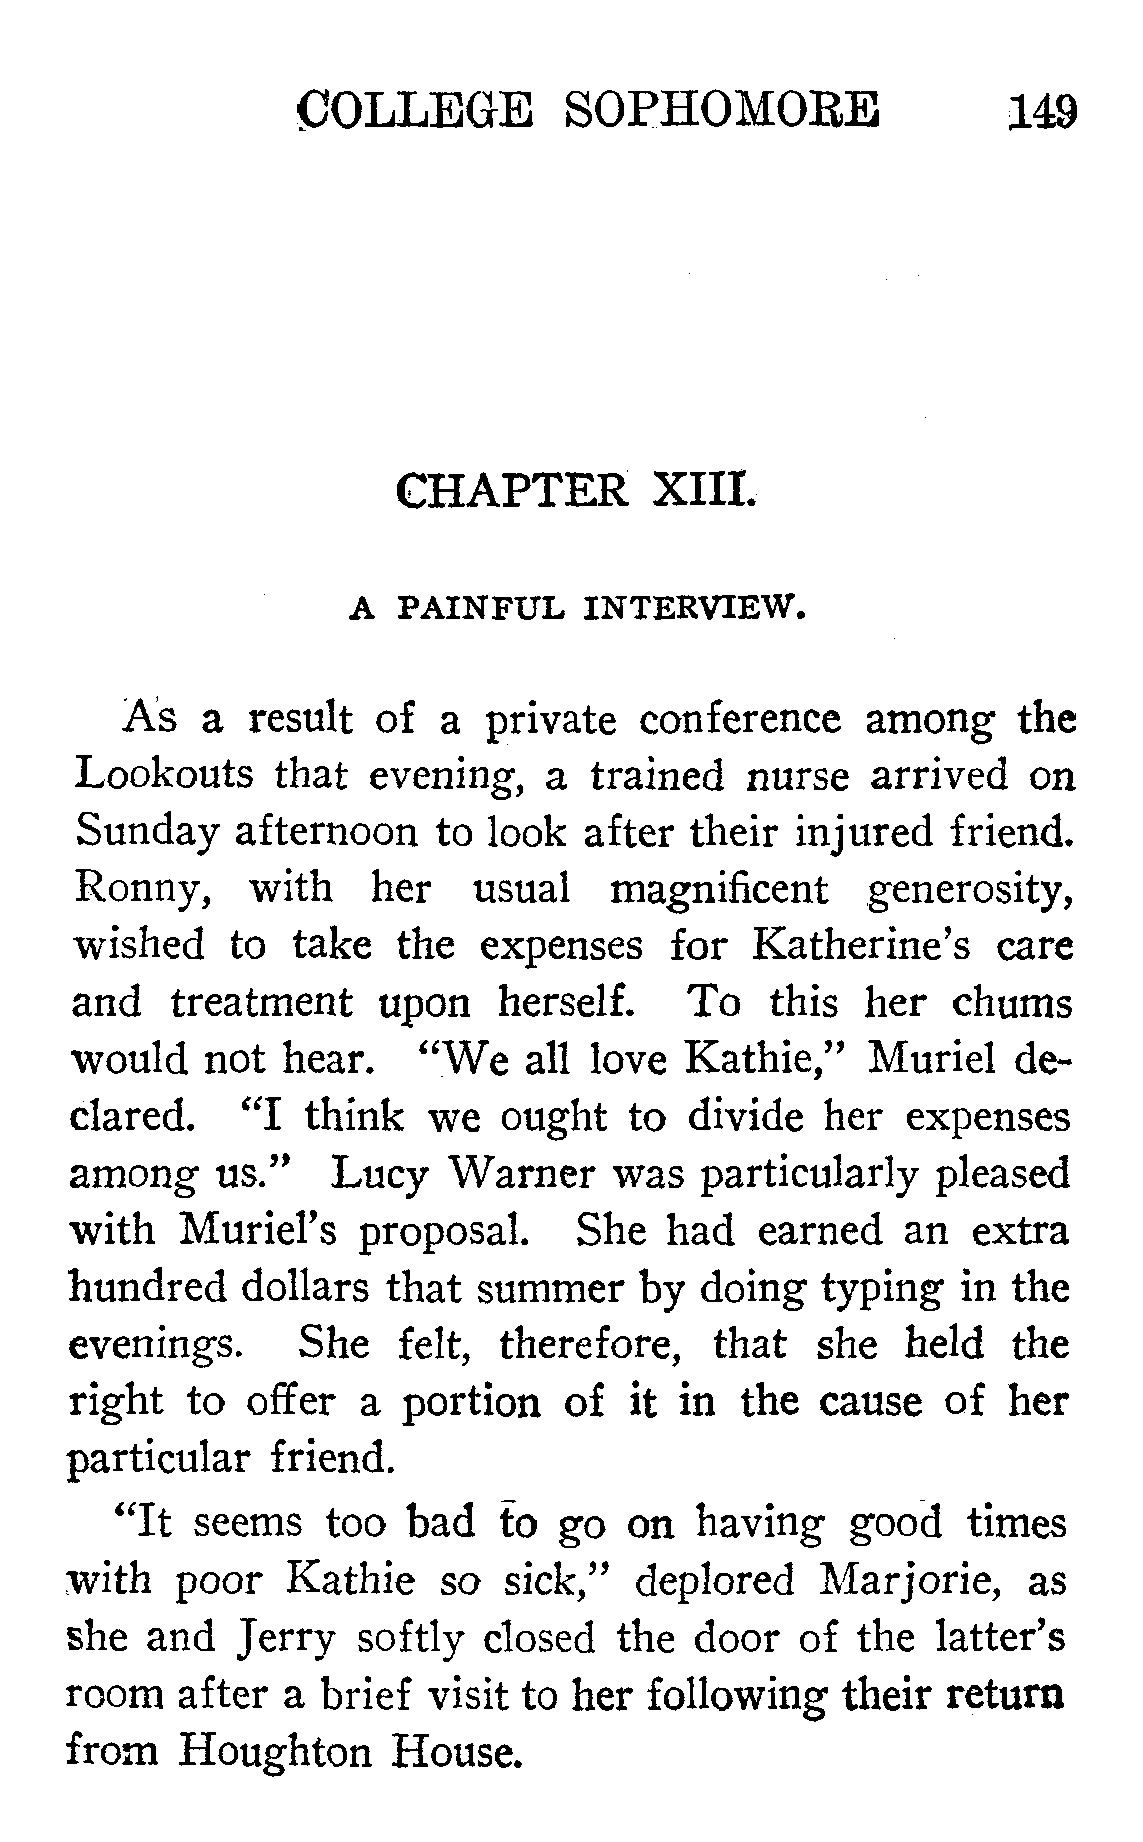 COLLEGE SOPHOMORE 149
CHAPTER XIII.
A PAINFUL INTERVIEW.
As a result of a private conference among the
Lookouts that evening, a trained nurse arrived on
Sunday afternoon to look after their injured friend.
Ronny, with her usual magnificent generosity,
wished to take the expenses for Katherine's care
and treatment upon herself. To this her chums
would not hear. "We all love Kathie," Muriel de-
clared. "I think we ought to divide her expenses
among us." Lucy Warner was particularly pleased
with Muriel's proposal. She had earned an extra
hundred dollars that summer by doing typing in the
evenings. She felt, therefore, that she held the
right to offer a portion of it in the cause of her
particular friend.
"It seems too bad to go on having good times
with poor Kathie so sick," deplored Marjorie, as
she and Jerry softly closed the door of the latter's
room after a brief visit to her following their return
from Houghton House.